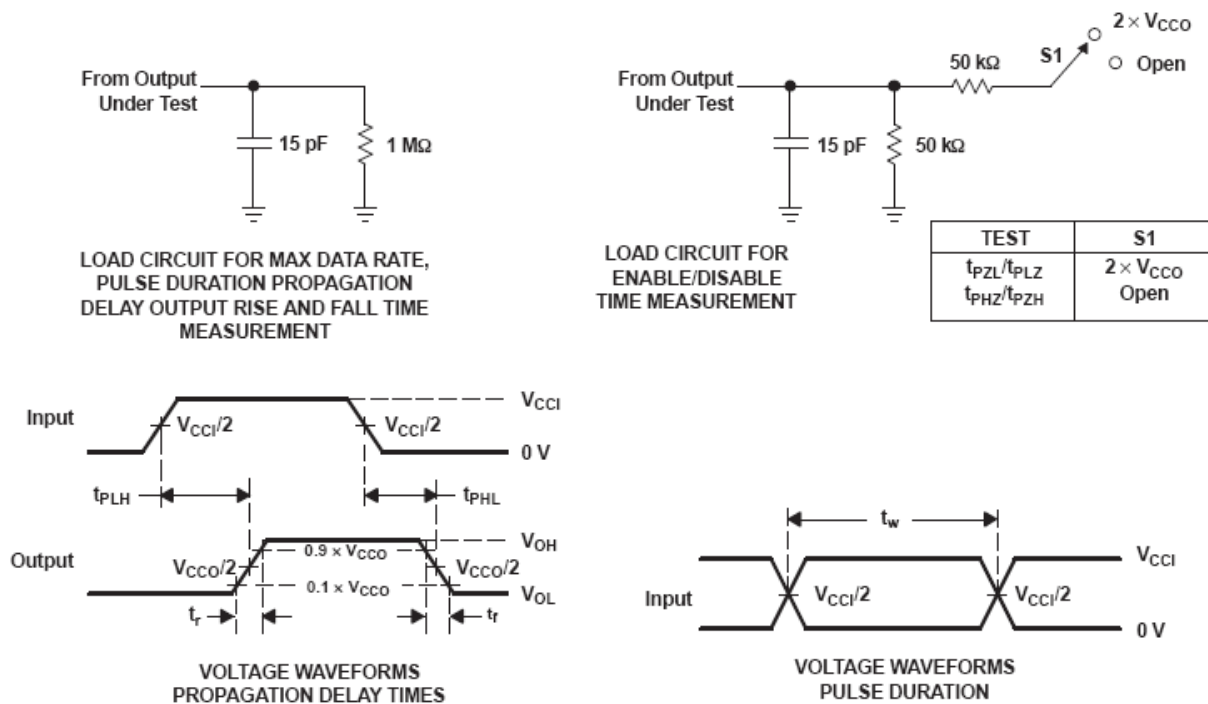 From Output
Under Test
15 pF
1 MΩ
LOAD CIRCUIT FOR MAX DATA RATE,
PULSE DURATION PROPAGATION
DELAY OUTPUT RISE AND FALL TIME
MEASUREMENT
From Output
Under Test
15 pF
50 kΩ
50 kΩ
S1
2 × VCCO
Open
LOAD CIRCUIT FOR
ENABLE/DISABLE
TIME MEASUREMENT
TEST S1
tPZL/tPLZ 2 × VCCO
tPHZ/tPZH Open
Input
VCCI/2
VCCI/2
VCCI
0 V
tPLH
tPHL
Output
VCCO/2
0.9 × VCCO
0.1 × VCCO
VCCO/2
VOH
VOL
tr
tf
VOLTAGE WAVEFORMS
PROPAGATION DELAY TIMES
tw
Input
VCCI/2
VCCI/2
VCCI
0 V
VOLTAGE WAVEFORMS
PULSE DURATION